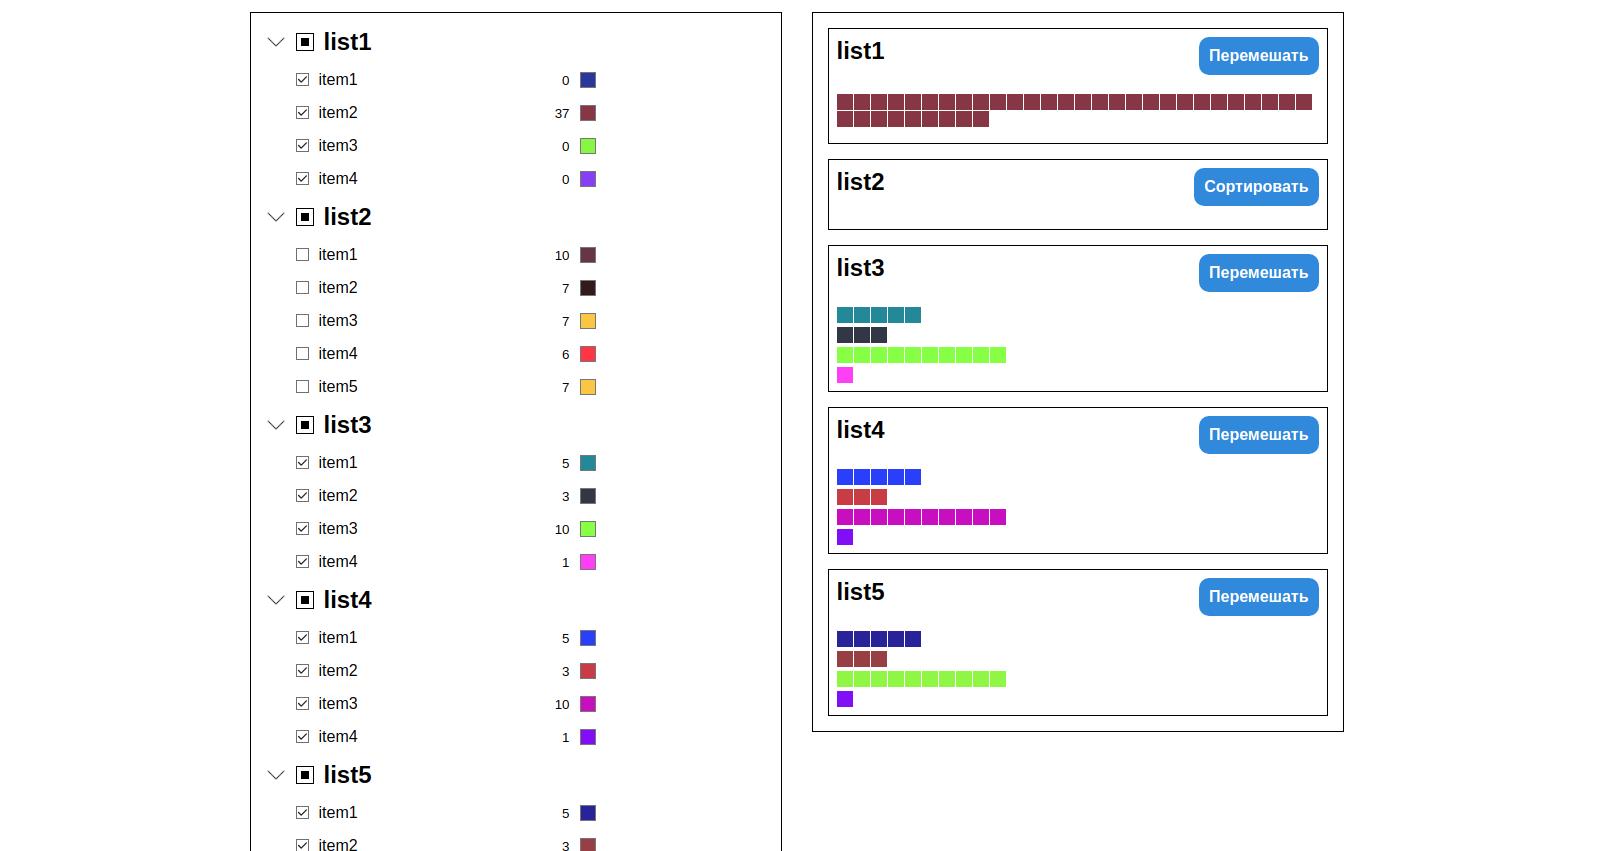 list1
item1 0
item2 37
item3 0
item4 0
list2
item1 10
item2 7
item3 7
item4 6
item5 7
list3
item1 5
item2 3
item3 10
item4 1
list4
item1 5
item2 3
item3 10
item4 1
list5
item1 5
item2 3
list1 Перемешать
list2 Сортировать
list3 Перемешать
list4 Перемешать
list5 Перемешать